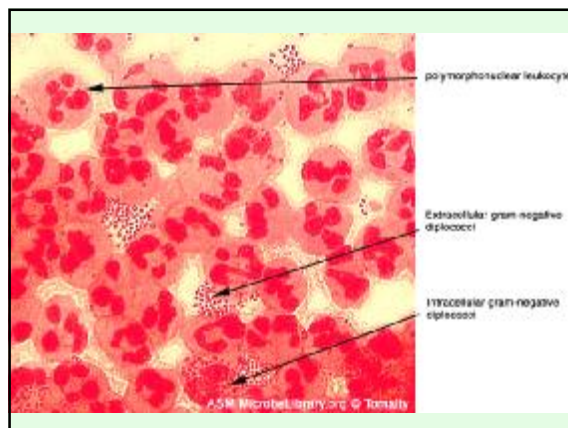 polymorphonuclear leukocyte
Extracellular gram-negative
diplococci
Intracellular gram-negative
diplococci
ASM MicrobeLibrary.org © Tomalty